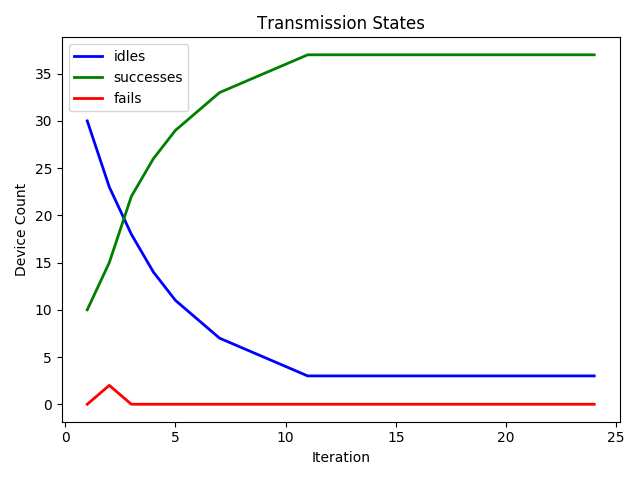 Transmission States
idles
successes
fails
Device Count
35
30
25
20
15
10
5
0
0 5 10 15 20 25
Iteration